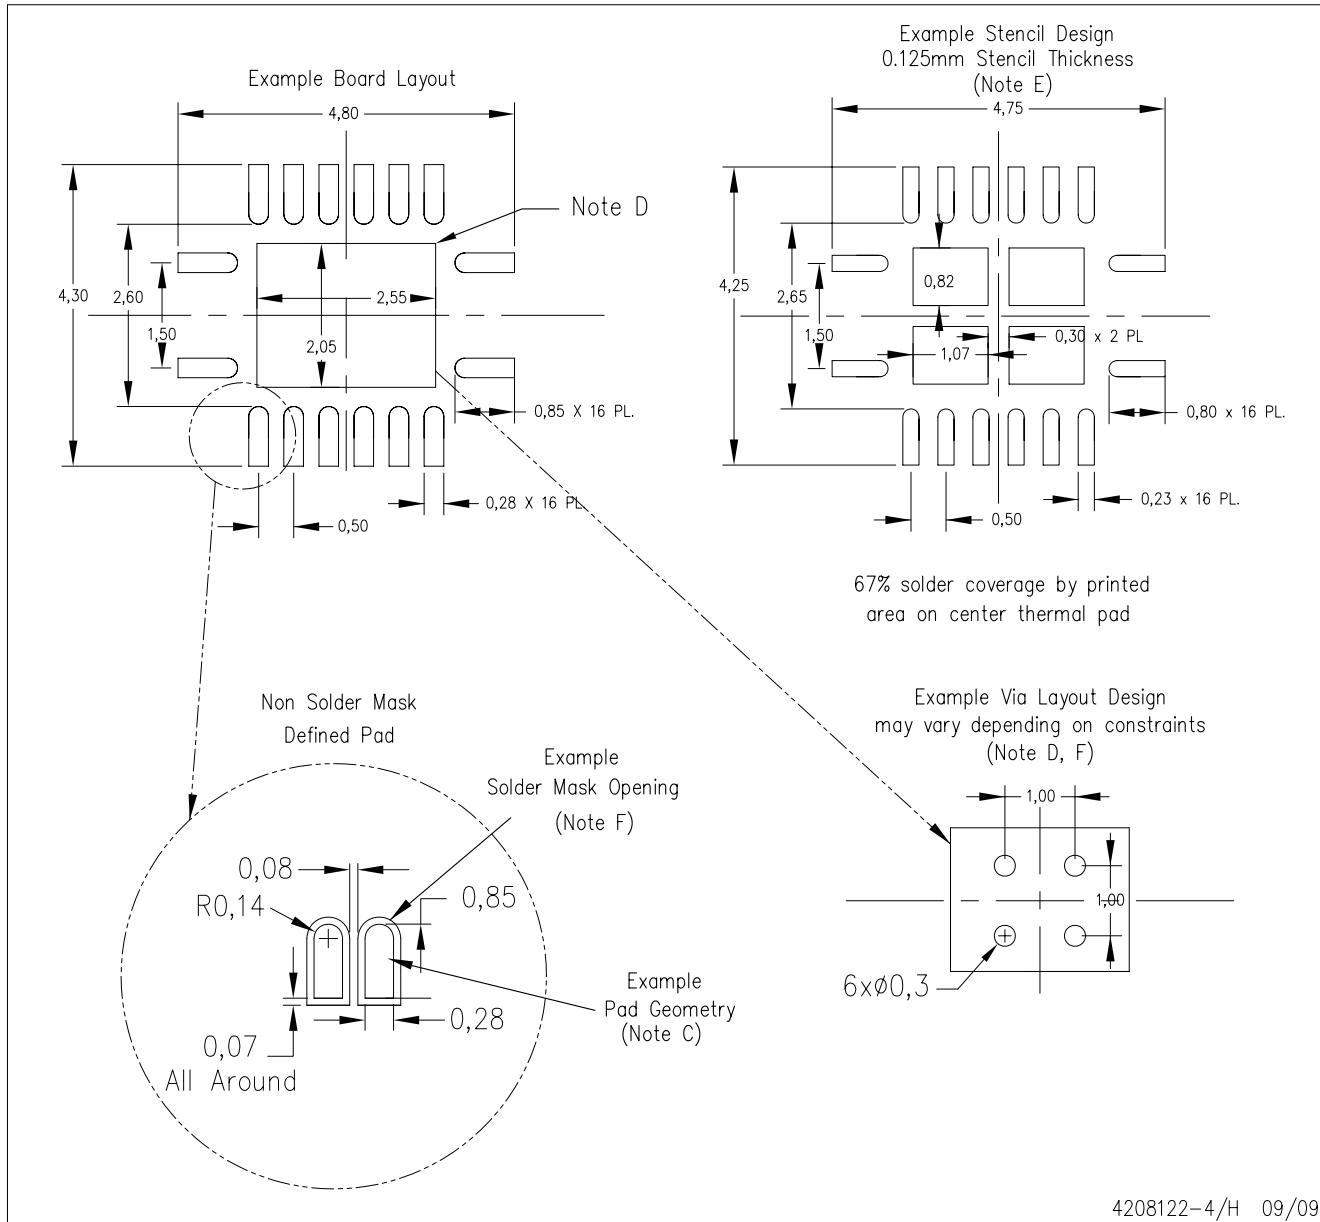 Example Board Layout
4,80
4,30
2,60
1,50
2,55
2,05
Note D
0,85 X 16 PL.
0,28 X 16 PL
0,50
Example Stencil Design
0.125mm Stencil Thickness
(Note E)
4,75
4,25
2,65
1,50
0,82
0,30 x 2 PL
1,07
0,80 x 16 PL.
0,23 x 16 PL.
0,50
67% solder coverage by printed
area on center thermal pad
Non Solder Mask
Defined Pad
Example
Solder Mask Opening
(Note F)
0,08
R0,14
0,85
Example
Pad Geometry
(Note C)
0,28
0,07
All Around
Example Via Layout Design
may vary depending on constraints
(Note D, F)
1,00
1,00
6xø0,3
4208122-4/H 09/09